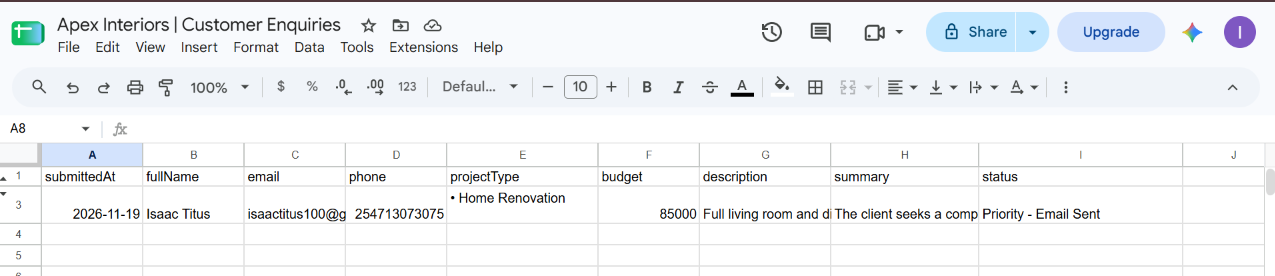 Apex Interiors | Customer Enquiries
File Edit View Insert Format Data Tools Extensions Help
Share
Upgrade
I
100% $ % .0 .00 123 Defaul... − 10 + B I S A A
A8 fx
A B C D E F G H I J
1 submittedAt fullName email phone projectType budget description summary status
3 2026-11-19 Isaac Titus isaactitus100@g 254713073075 • Home Renovation 85000 Full living room and di The client seeks a comp Priority - Email Sent
4
5